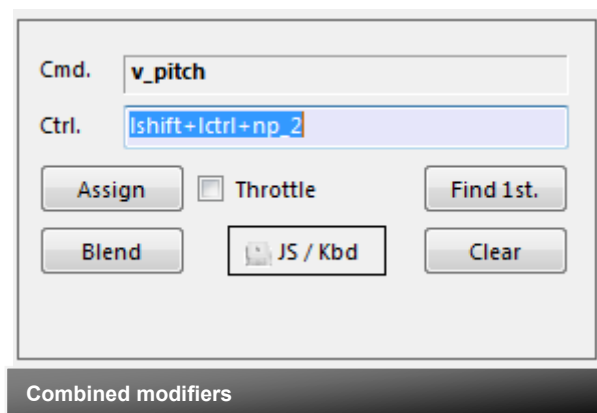 Cmd. v_pitch
Ctrl. lshift+lctrl+np_2
Assign Throttle Find 1st.
Blend JS / Kbd Clear
Combined modifiers